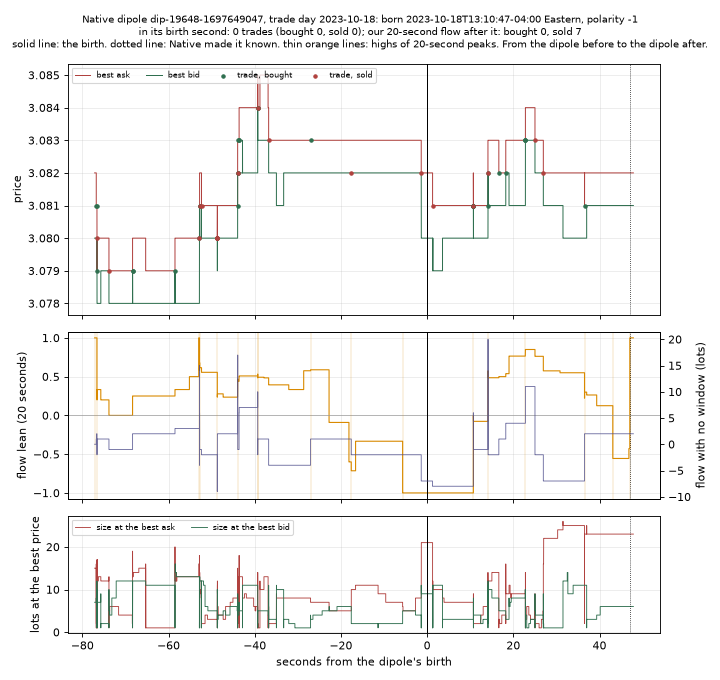 Native dipole dip-19648-1697649047, trade day 2023-10-18: born 2023-10-18T13:10:47-04:00 Eastern, polarity -1
in its birth second: 0 trades (bought 0, sold 0); our 20-second flow after it: bought 0, sold 7
solid line: the birth. dotted line: Native made it known. thin orange lines: highs of 20-second peaks. From the dipole before to the dipole after.
best ask best bid trade, bought trade, sold
3.085
3.084
3.083
3.082
3.081
3.080
3.079
3.078
price
1.0
0.5
0.0
−0.5
−1.0
flow lean (20 seconds)
20
15
10
5
0
−5
−10
flow with no window (lots)
size at the best ask size at the best bid
20
10
0
lots at the best price
−80 −60 −40 −20 0 20 40
seconds from the dipole's birth